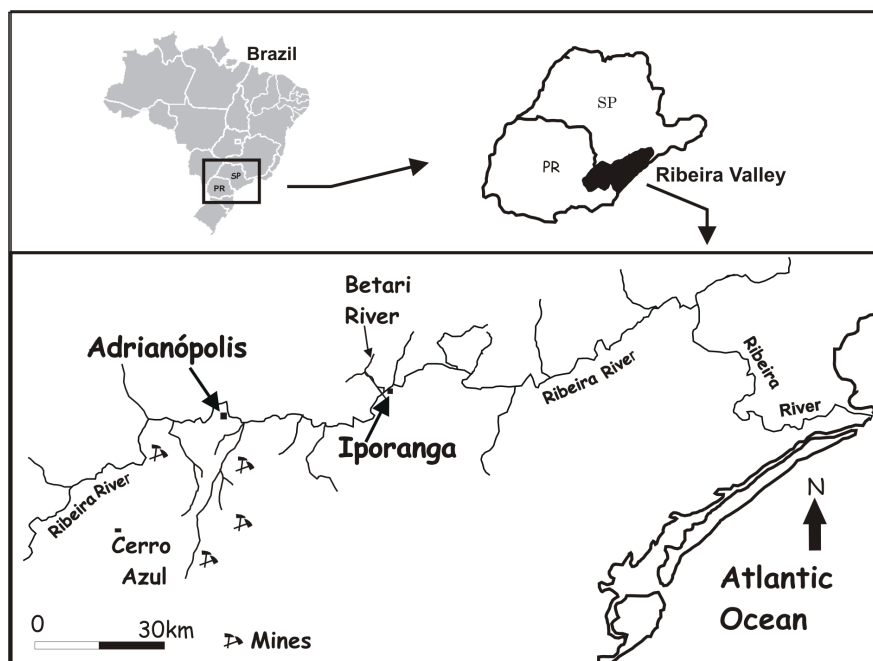 Brazil
SP
PR
SP
PR
Ribeira Valley
Betari
River
Adrianópolis
Iporanga
Ribeira River
Ribeira
River
Ribeira River
Cerro
Azul
N
Atlantic
Ocean
0 30km
Mines